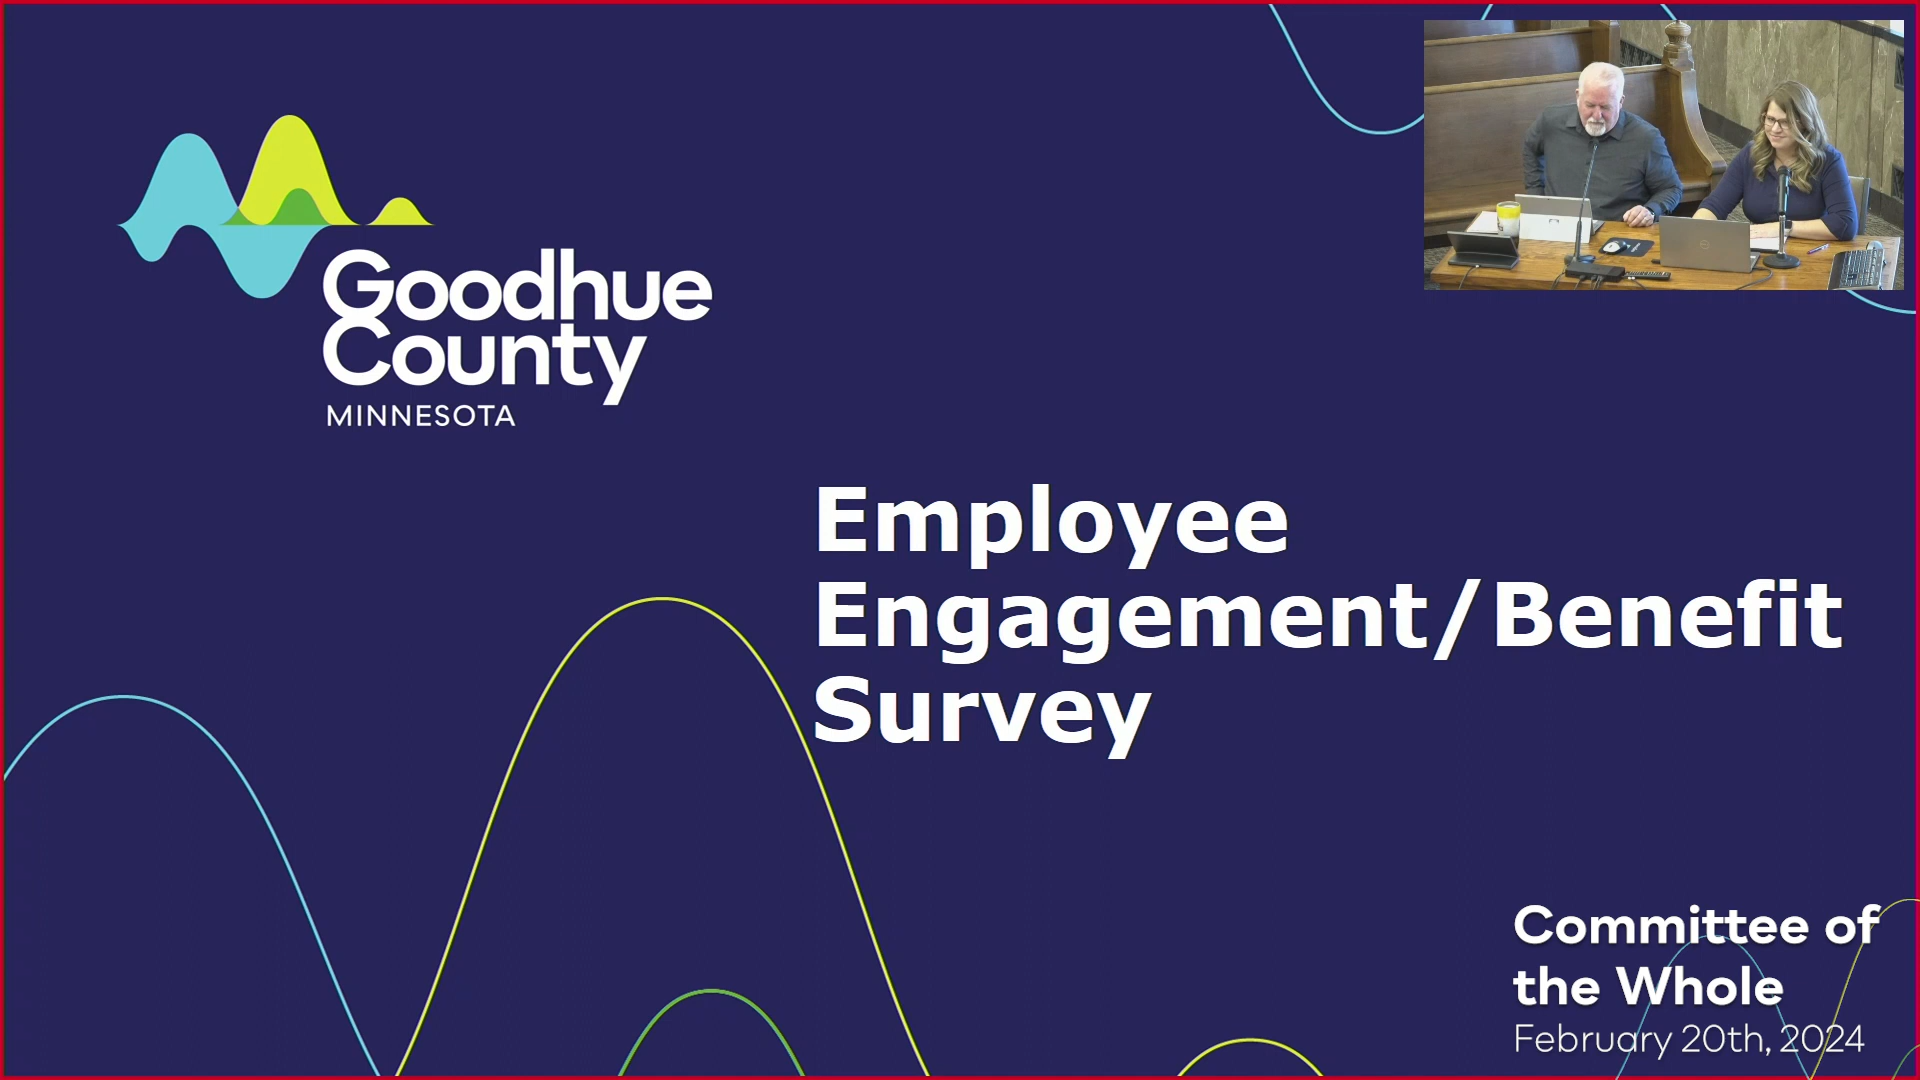 Goodhue
County
MINNESOTA
Employee
Engagement/Benefit
Survey
Committee of
the Whole
February 20th, 2024